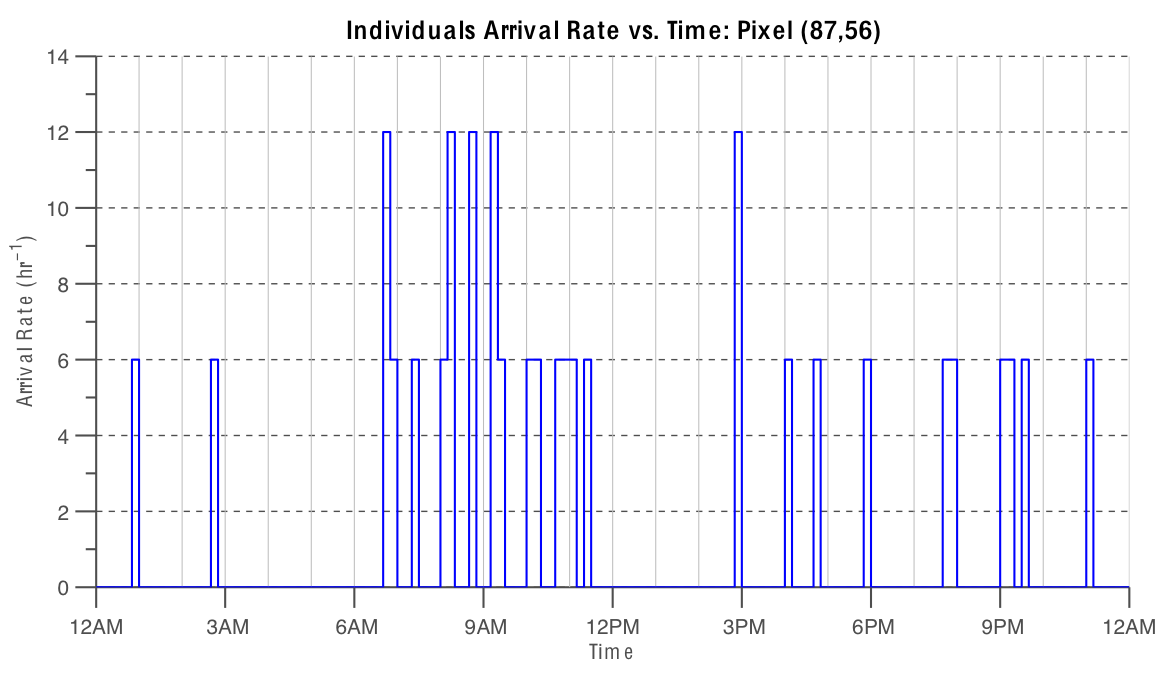 Individuals Arrival Rate vs. Time: Pixel (87,56)
14
12
10
8
6
4
2
0
Arrival Rate (hr⁻¹)
12AM 3AM 6AM 9AM 12PM 3PM 6PM 9PM 12AM
Time